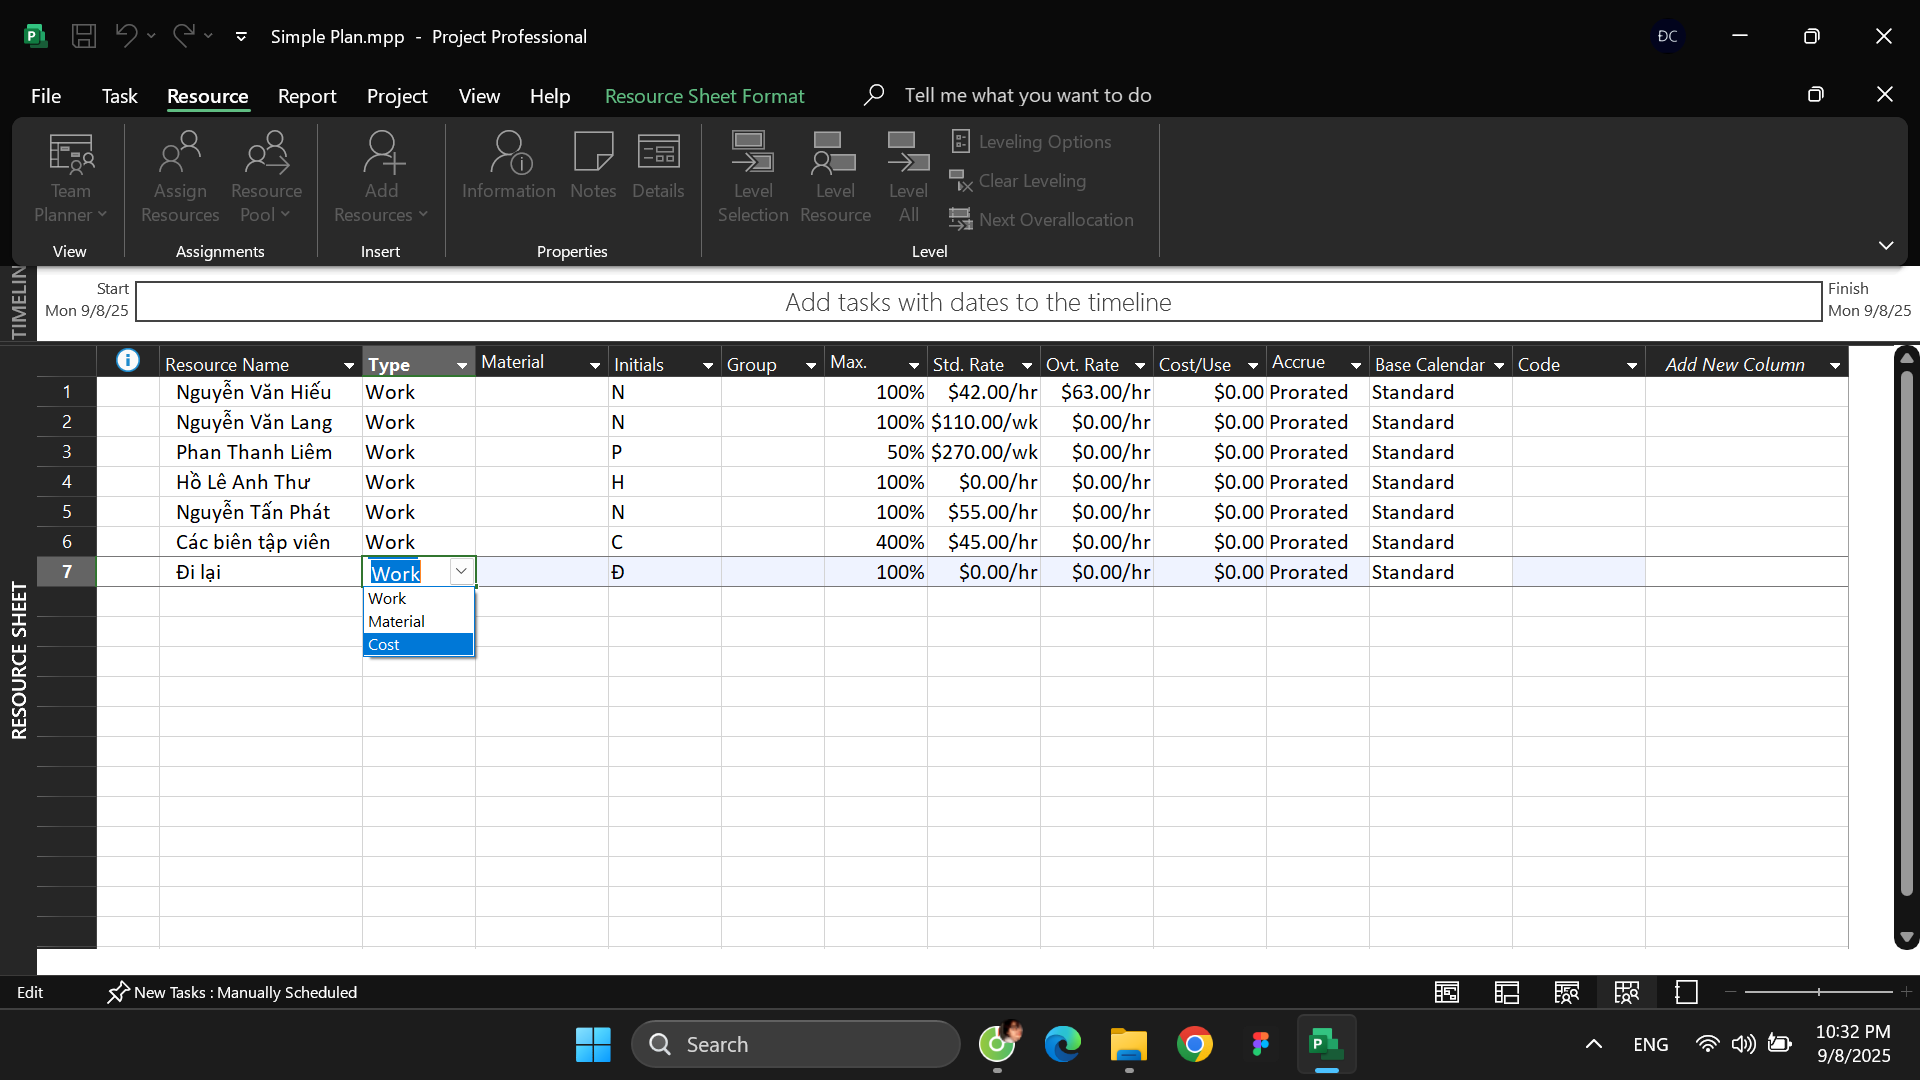 Simple Plan.mpp - Project Professional
ĐC
File Task Resource Report Project View Help Resource Sheet Format Tell me what you want to do
Team Planner
View
Assign Resources
Resource Pool
Assignments
Add Resources
Insert
Information
Notes
Details
Properties
Level Selection
Level Resource
Level All
Leveling Options
Clear Leveling
Next Overallocation
Level
TIMELIN
Start
Mon 9/8/25
Add tasks with dates to the timeline
Finish
Mon 9/8/25
RESOURCE SHEET
Resource Name Type Material Initials Group Max. Std. Rate Ovt. Rate Cost/Use Accrue Base Calendar Code Add New Column
1 Nguyễn Văn Hiếu Work N 100% $42.00/hr $63.00/hr $0.00 Prorated Standard
2 Nguyễn Văn Lang Work N 100% $110.00/wk $0.00/hr $0.00 Prorated Standard
3 Phan Thanh Liêm Work P 50% $270.00/wk $0.00/hr $0.00 Prorated Standard
4 Hồ Lê Anh Thư Work H 100% $0.00/hr $0.00/hr $0.00 Prorated Standard
5 Nguyễn Tấn Phát Work N 100% $55.00/hr $0.00/hr $0.00 Prorated Standard
6 Các biên tập viên Work C 400% $45.00/hr $0.00/hr $0.00 Prorated Standard
7 Đi lại Work Đ 100% $0.00/hr $0.00/hr $0.00 Prorated Standard
Work
Material
Cost
Edit New Tasks : Manually Scheduled
Search
ENG
10:32 PM
9/8/2025